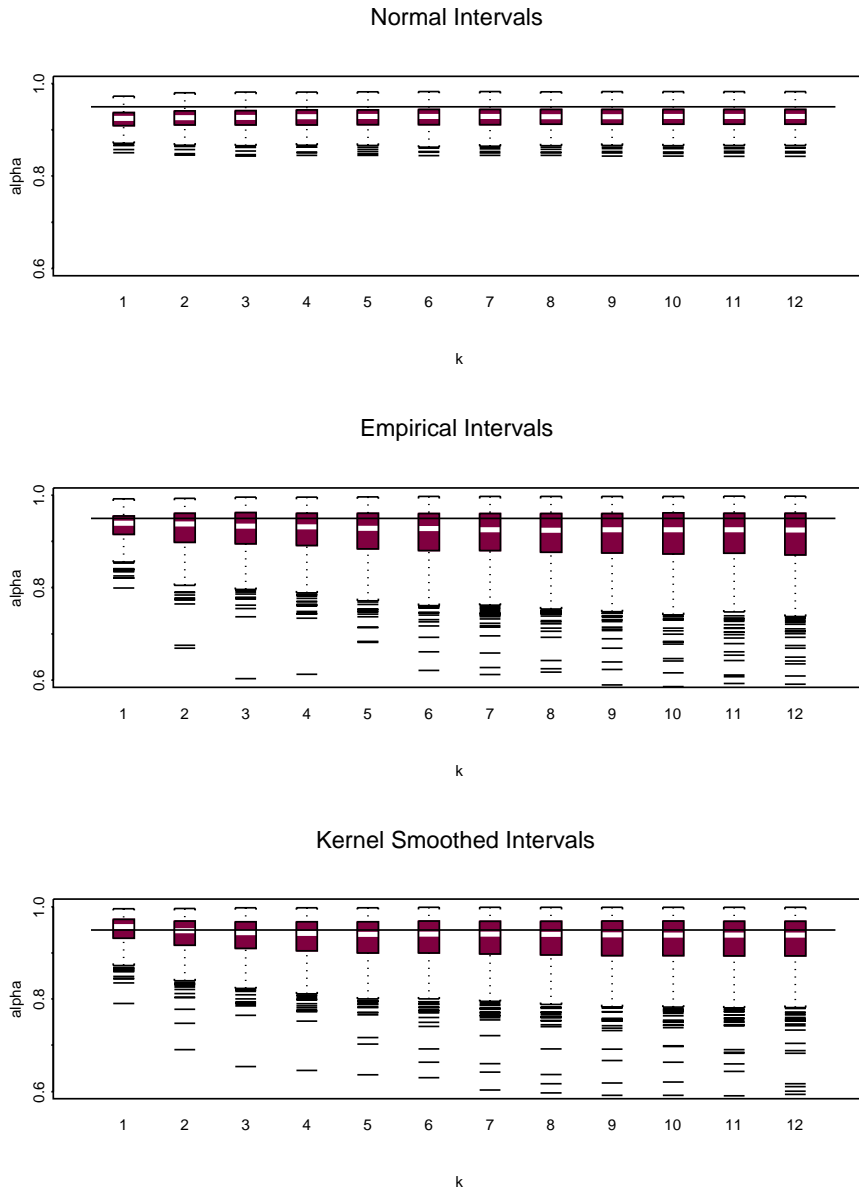 Normal Intervals
1.0
0.8
0.6
alpha
1 2 3 4 5 6 7 8 9 10 11 12
k
Empirical Intervals
1.0
0.8
0.6
alpha
1 2 3 4 5 6 7 8 9 10 11 12
k
Kernel Smoothed Intervals
1.0
0.8
0.6
alpha
1 2 3 4 5 6 7 8 9 10 11 12
k